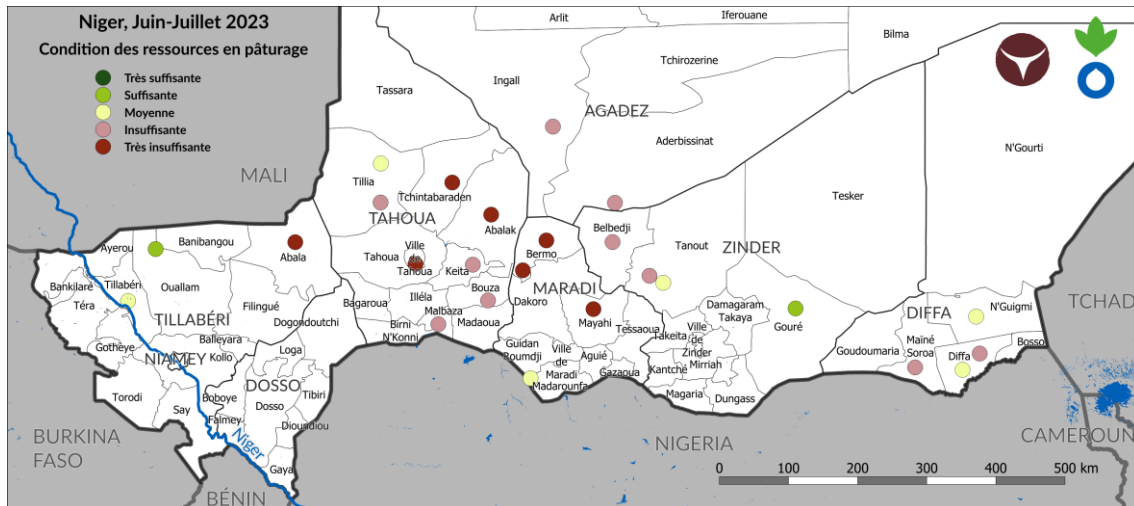 Niger, Juin-Juillet 2023
Condition des ressources en pâturage
Très suffisante
Suffisante
Moyenne
Insuffisante
Très insuffisante
Arlit
Iferouane
Bilma
Tchirozerine
Ingall
Tassara
AGADEZ
Aderbissinat
N'Gourti
MALI
Tillia
Tchintabaraden
Tesker
TAHOUA
Abalak
Belbedji
Tanout
ZINDER
Ayerou
Banibangou
Abala
Tahoua
Ville
de
Tahoua
Keita
Bermo
Bankilaré
Tillabéri
Ouallam
Téra
Filingué
Bagaroua
Illéla
Bouza
Dakoro
MARADI
Damagaram
Takaya
Gouré
N'Guigmi
DIFFA
TCHAD
TILLABÉRI
Dogondoutchi
Birni
N'Konni
Malbaza
Madaoua
Mayahi
Tessaoua
Takeita
Ville
de
Zinder
Mirriah
Goudoumaria
Maïné
Soroa
Diffa
Bosso
Gothèye
NIAMEY
Balleyara
Kollo
Loga
Guidan
Roumdji
Ville
de
Maradi
Madarounfa
Aguié
Gazaoua
Kantché
Magaria
Dungass
Torodi
Say
Boboye
DOSSO
Tibiri
Dosso
Falmey
Dioundiou
Niger
Gaya
BURKINA
FASO
BÉNIN
NIGERIA
CAMEROUN
0 100 200 300 400 500 km